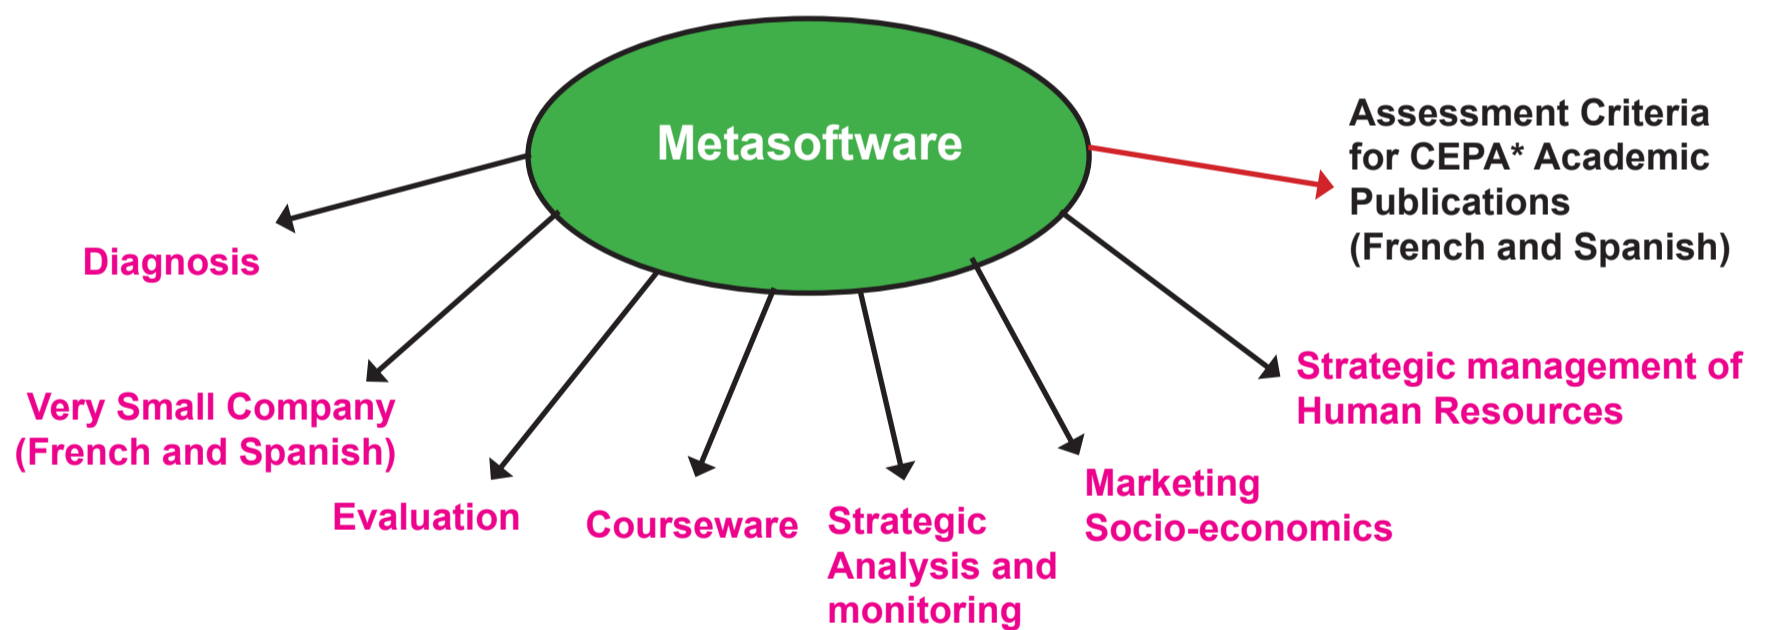 Metasoftware
Assessment Criteria
for CEPA* Academic
Publications
(French and Spanish)
Diagnosis
Very Small Company
(French and Spanish)
Evaluation
Courseware
Strategic
Analysis and
monitoring
Marketing
Socio-economics
Strategic management of
Human Resources